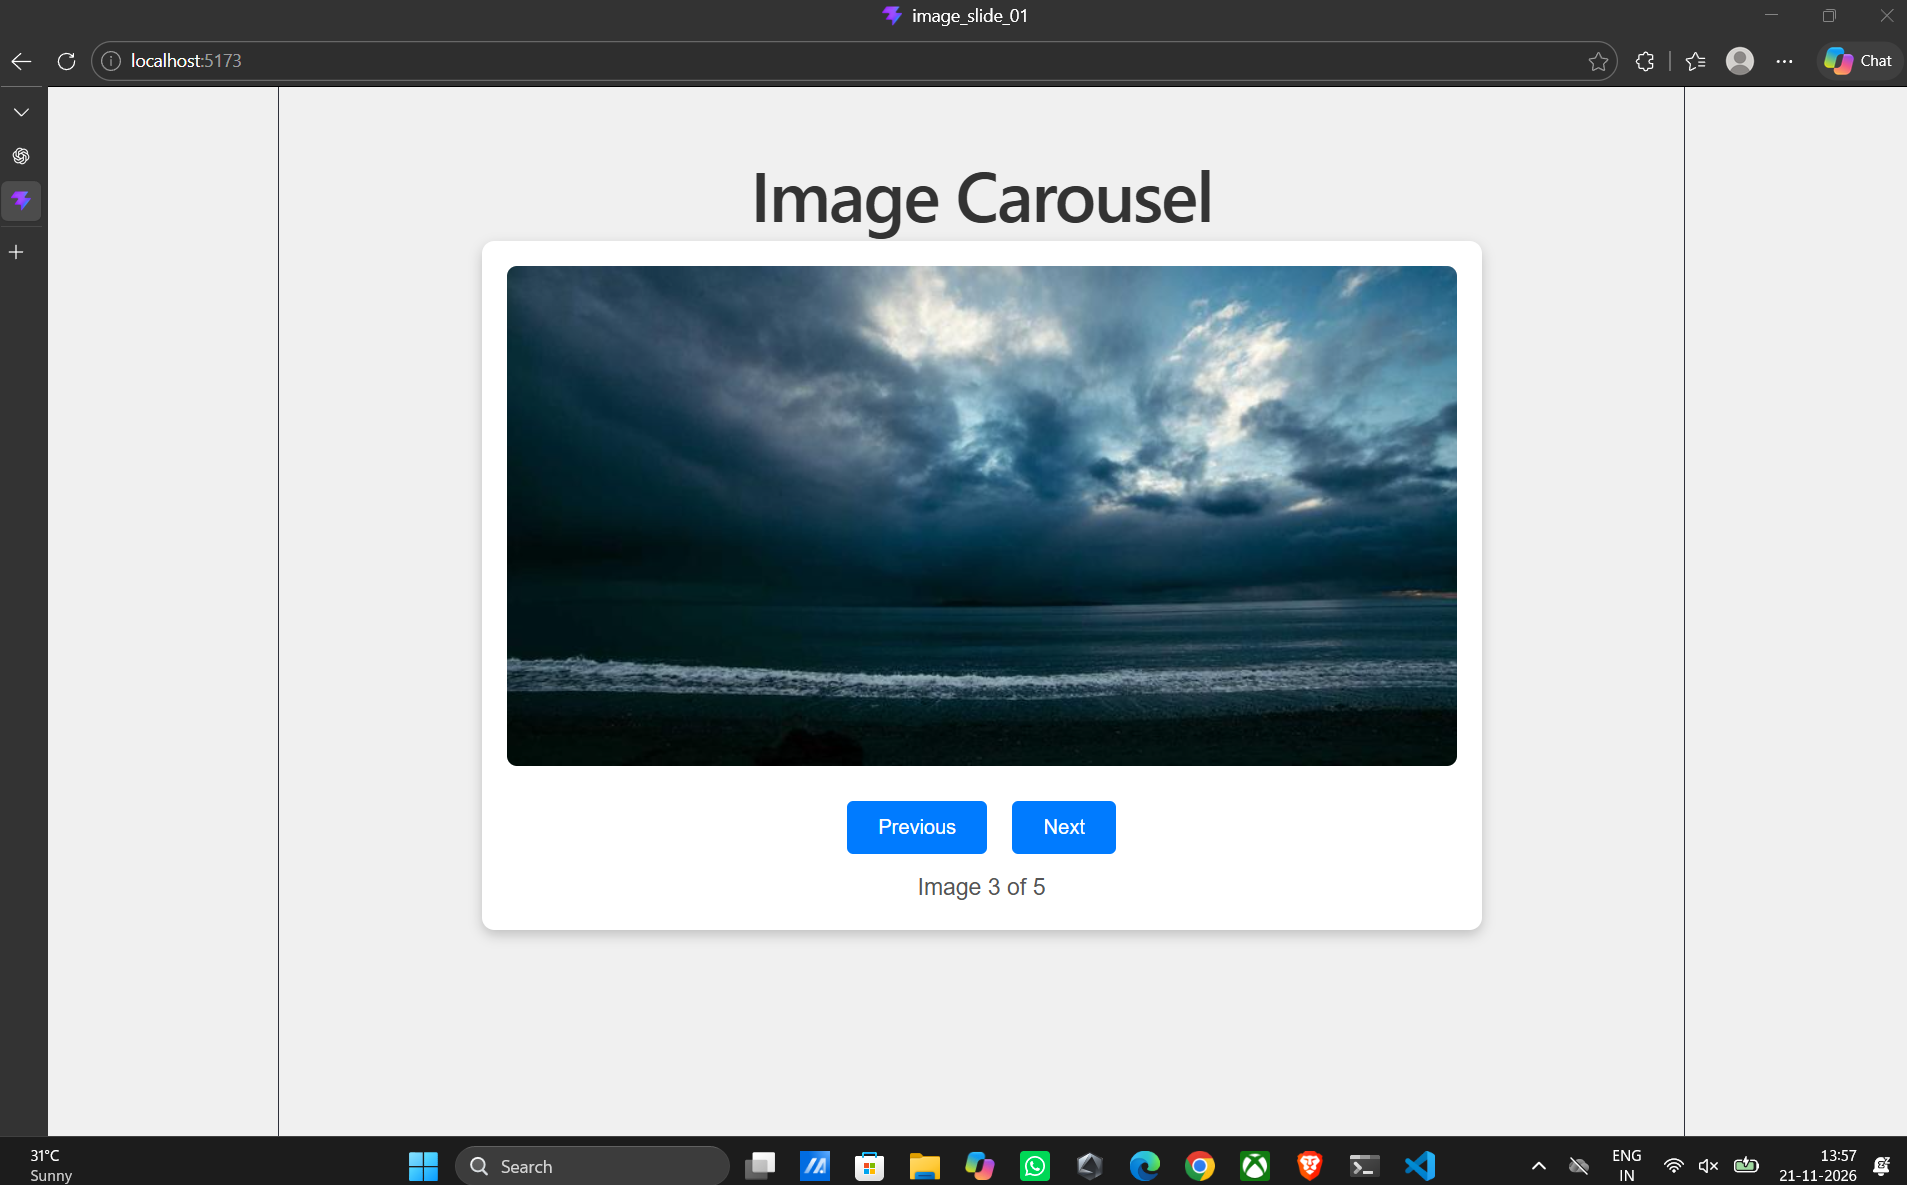 image_slide_01
localhost:5173
Chat
Image Carousel
Previous
Next
Image 3 of 5
31°C
Sunny
Search
ENG
IN
13:57
21-11-2026